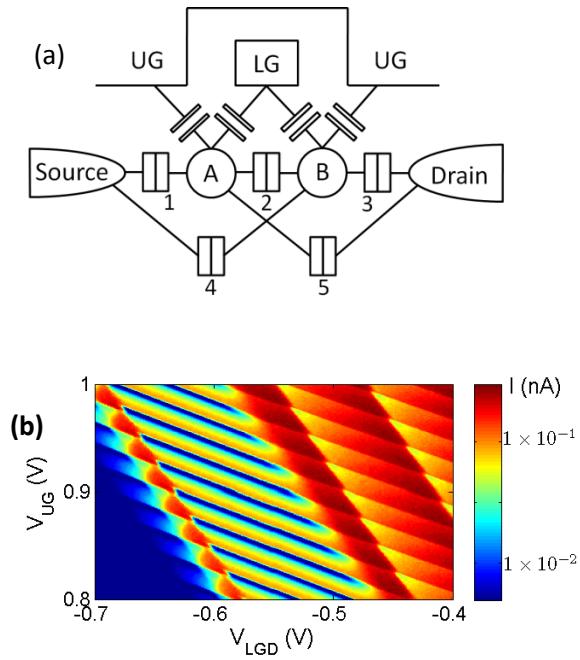 (a)
UG LG UG
Source A B Drain
1 2 3
4 5
(b)
I (nA)
1 × 10⁻¹
1 × 10⁻²
V_UG (V)
1
0.9
0.8
-0.7 -0.6 -0.5 -0.4
V_LGD (V)